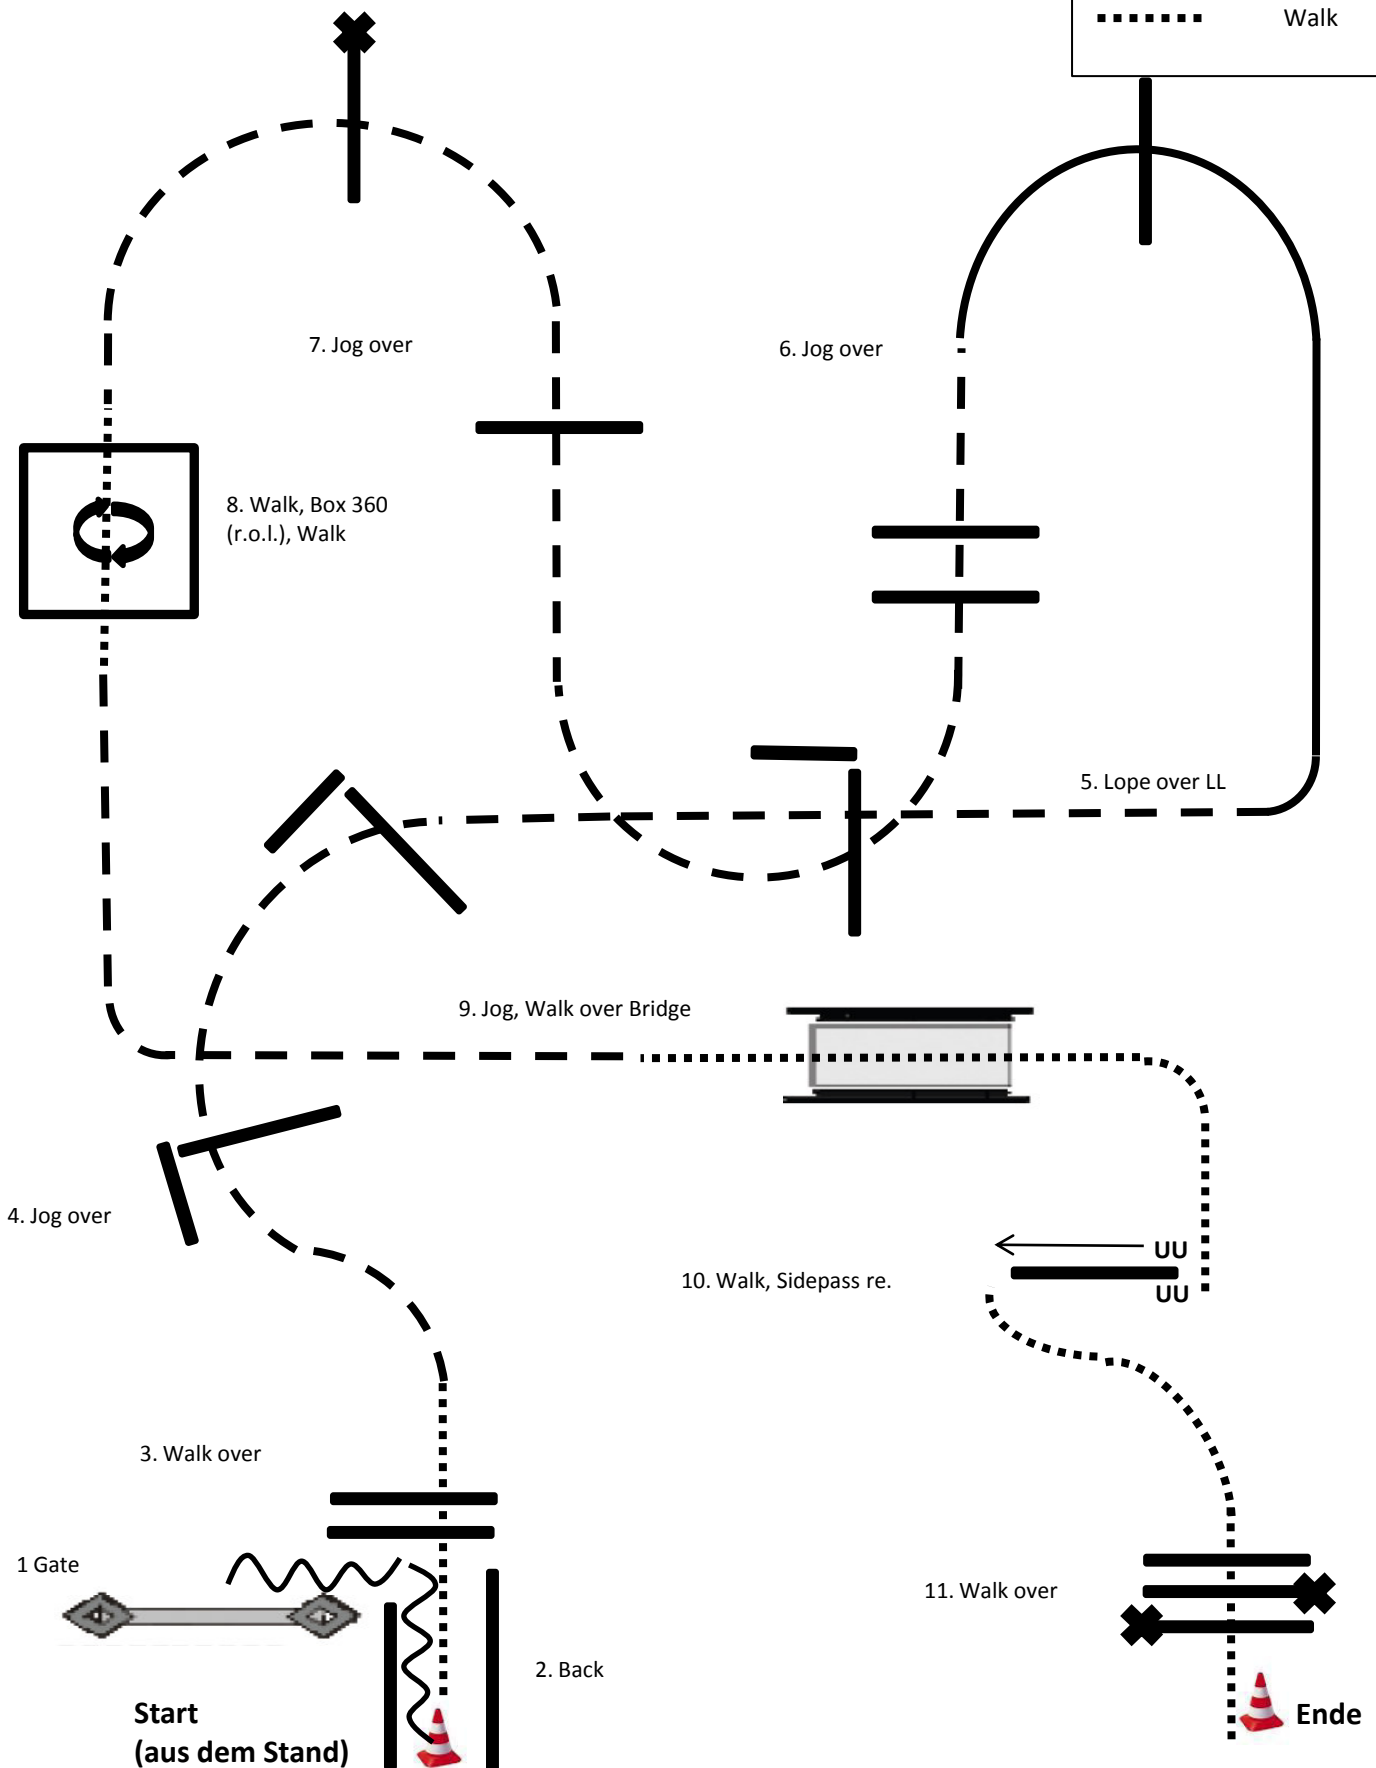 Walk
7. Jog over
6. Jog over
8. Walk, Box 360
(r.o.l.), Walk
5. Lope over LL
9. Jog, Walk over Bridge
4. Jog over
UU
10. Walk, Sidepass re.
UU
3. Walk over
1 Gate
11. Walk over
2. Back
Start
(aus dem Stand)
Ende